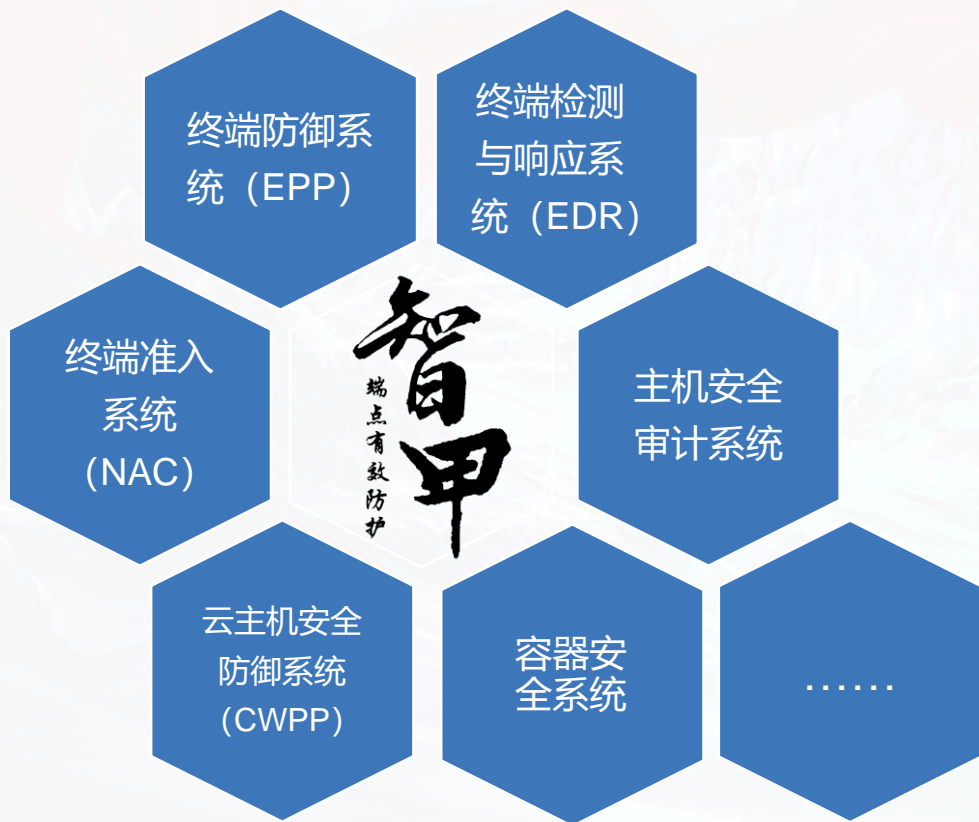 终端防御系
统（EPP）
终端检测
与响应系
统（EDR）
终端准入
系统
（NAC）
智甲
端点有效防护
主机安全
审计系统
云主机安全
防御系统
（CWPP）
容器安
全系统
......